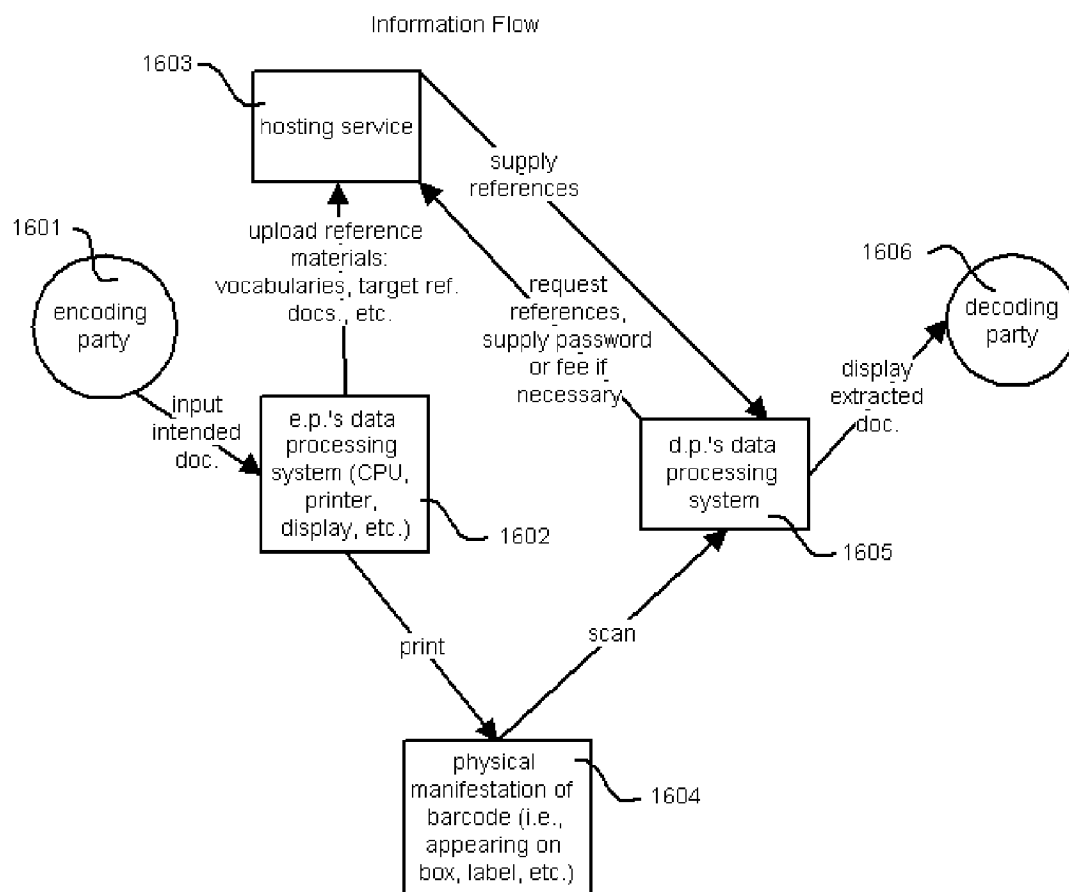 Information Flow
1603
hosting service
supply
references
1601
encoding
party
upload reference
materials:
vocabularies, target ref.
docs., etc.
request
references,
supply password
or fee if
necessary
1606
decoding
party
input
intended
doc.
e.p.'s data
processing
system (CPU,
printer,
display, etc.)
1602
d.p.'s data
processing
system
1605
display
extracted
doc.
print
scan
physical
manifestation of
barcode (i.e.,
appearing on
box, label, etc.)
1604